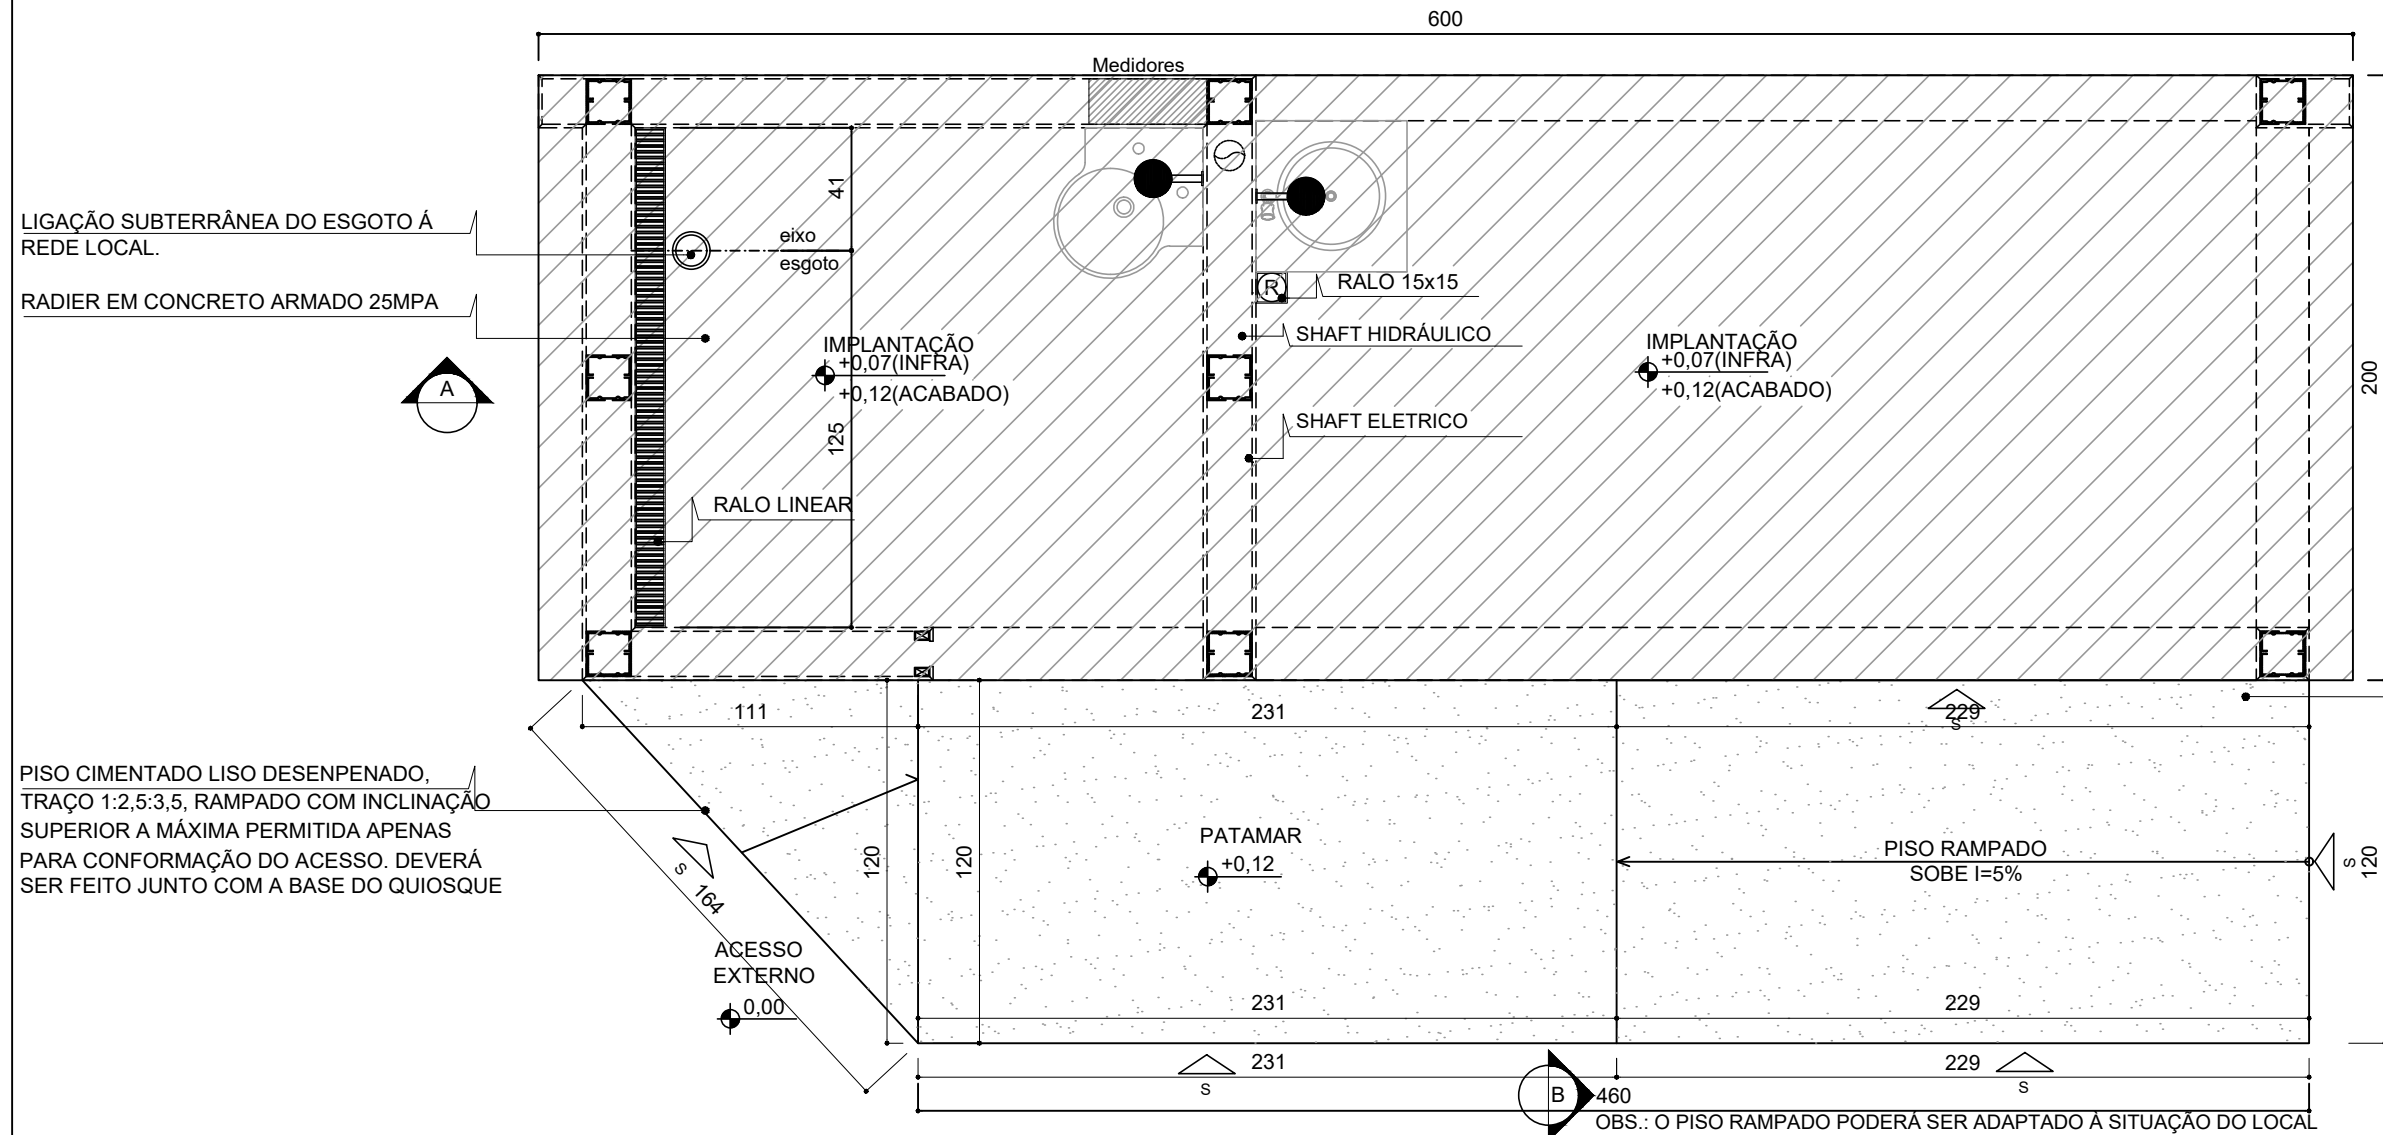 600
Medidores
LIGAÇÃO SUBTERRÂNEA DO ESGOTO Á
REDE LOCAL.
RADIER EM CONCRETO ARMADO 25MPA
A
41
eixo
esgoto
125
IMPLANTAÇÃO
+0,07(INFRA)
+0,12(ACABADO)
RALO LINEAR
R
RALO 15x15
SHAFT HIDRÁULICO
SHAFT ELETRICO
IMPLANTAÇÃO
+0,07(INFRA)
+0,12(ACABADO)
200
111
231
229
S
PISO CIMENTADO LISO DESENPENADO,
TRAÇO 1:2,5:3,5, RAMPADO COM INCLINAÇÃO
SUPERIOR A MÁXIMA PERMITIDA APENAS
PARA CONFORMAÇÃO DO ACESSO. DEVERÁ
SER FEITO JUNTO COM A BASE DO QUIOSQUE
S
164
120
120
PATAMAR
+0,12
PISO RAMPADO
SOBE I=5%
S
120
ACESSO
EXTERNO
0,00
231
229
231
229
S
S
B
460
OBS.: O PISO RAMPADO PODERÁ SER ADAPTADO À SITUAÇÃO DO LOCAL